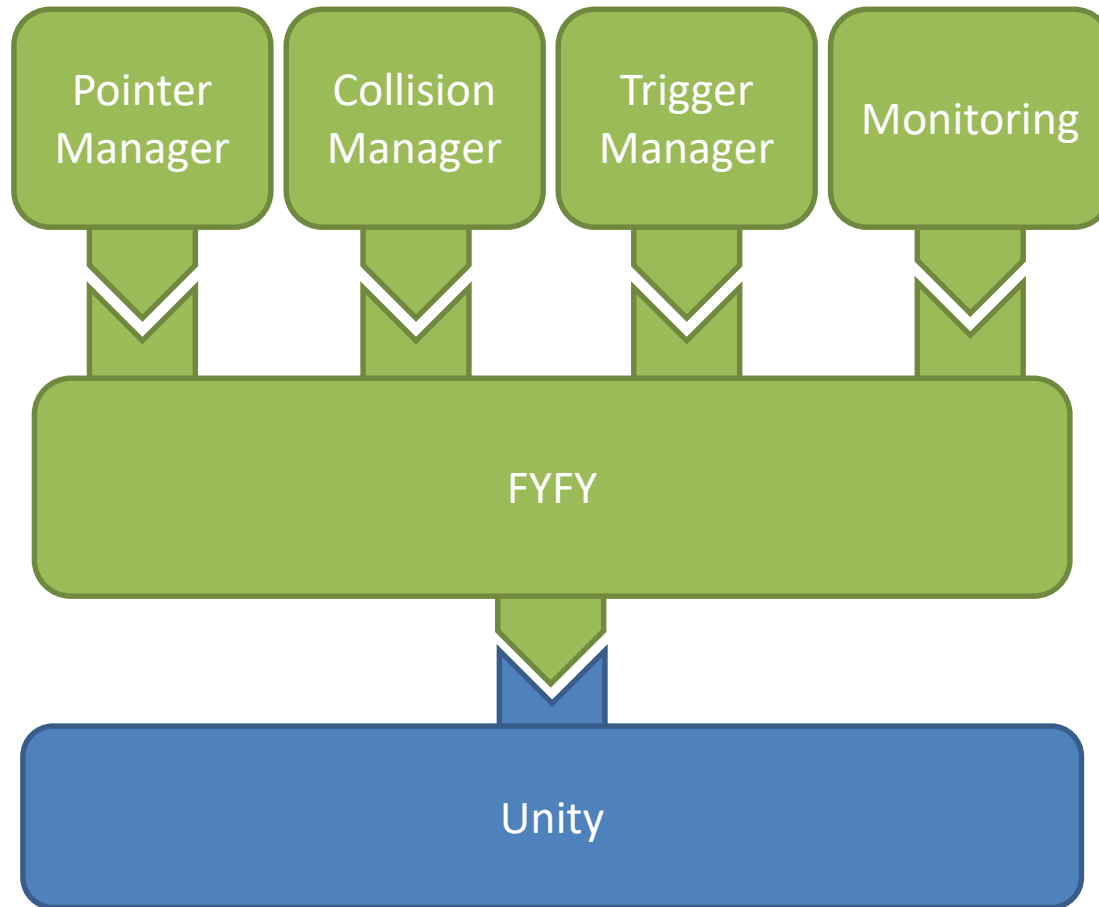 Pointer
Manager
Collision
Manager
Trigger
Manager
Monitoring
FYFY
Unity